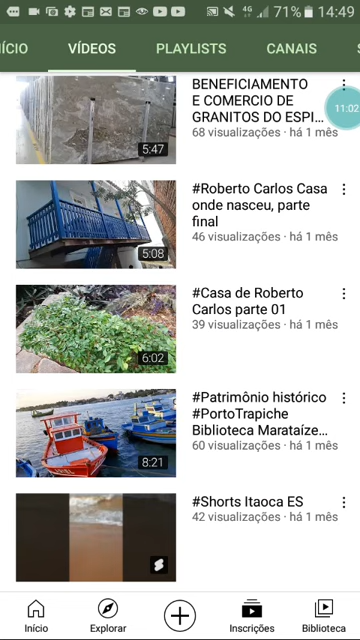 4G 71% 14:49
ÍCIO VÍDEOS PLAYLISTS CANAIS S
BENEFICIAMENTO
E COMERCIO DE
GRANITOS DO ESPI...
68 visualizações · há 1 mês
5:47
11:02
#Roberto Carlos Casa
onde nasceu, parte
final
46 visualizações · há 1 mês
5:08
#Casa de Roberto
Carlos parte 01
39 visualizações · há 1 mês
6:02
#Patrimônio histórico
#PortoTrapiche
Biblioteca Marataíze...
60 visualizações · há 1 mês
8:21
#Shorts Itaoca ES
42 visualizações · há 1 mês
Início Explorar Inscrições Biblioteca